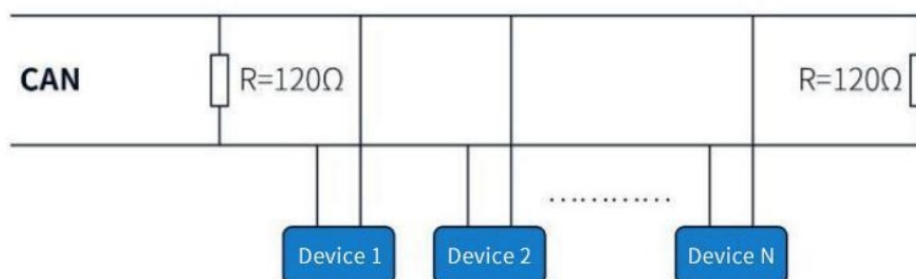 CAN
R=120Ω
R=120Ω
…………
Device 1
Device 2
Device N